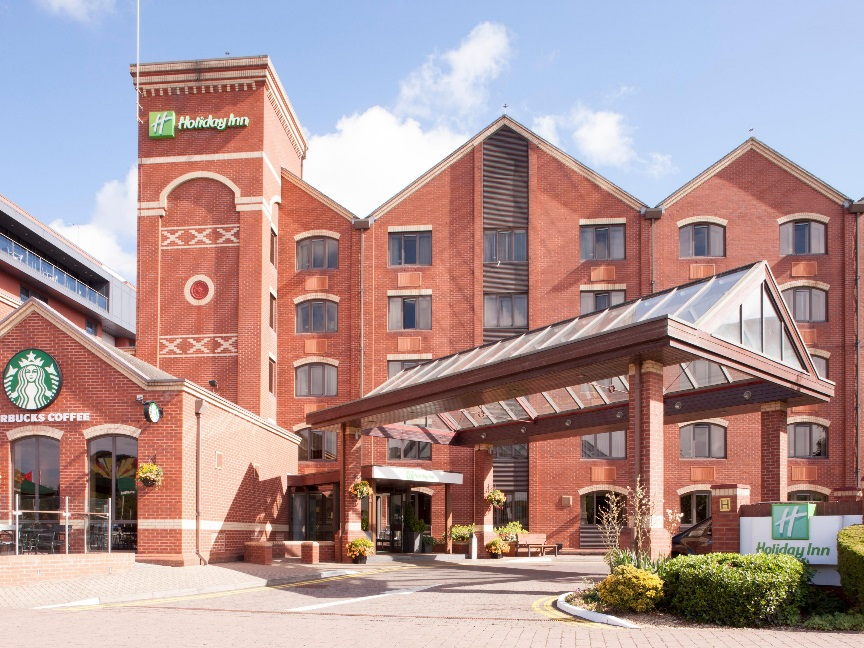 H Holiday Inn
RBUCKS COFFEE
H
H
Holiday Inn